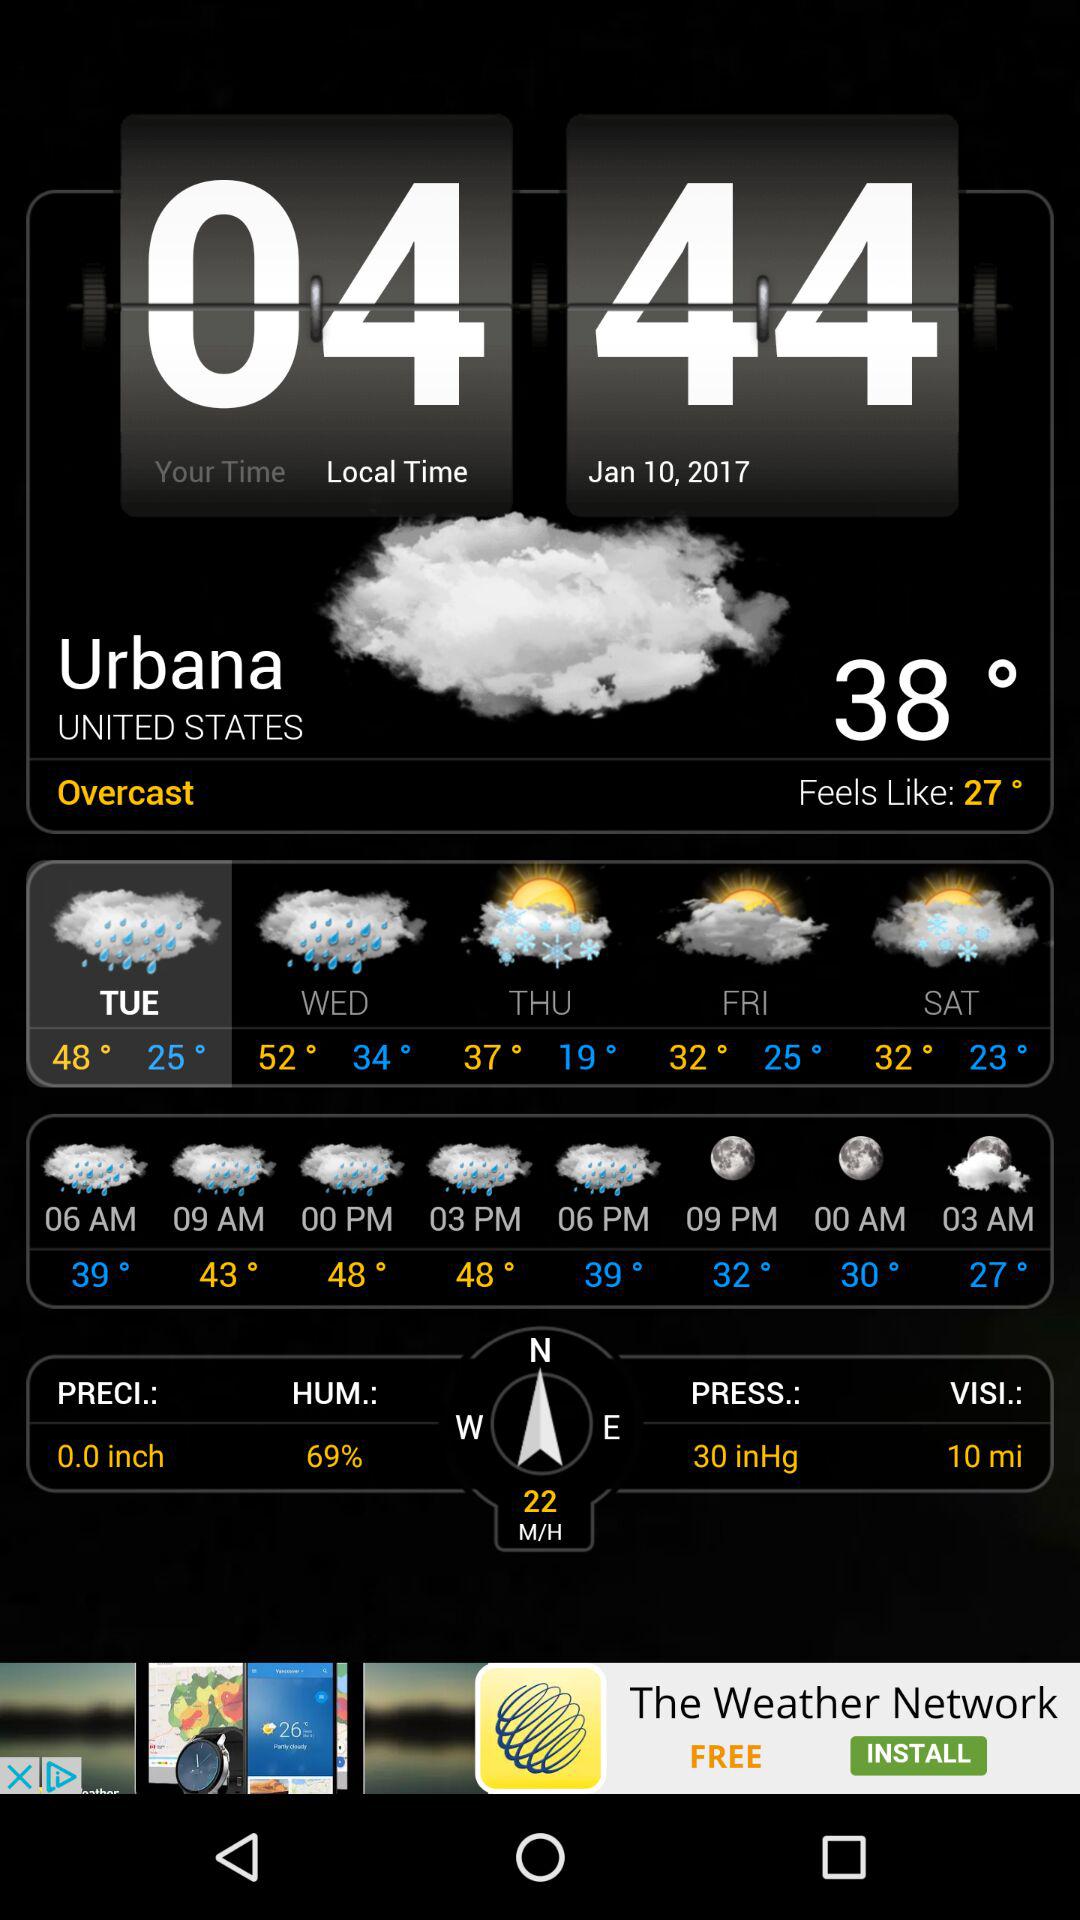 04 44
Your Time Local Time Jan 10, 2017
Urbana
38 °
UNITED STATES
Overcast Feels Like: 27 °
TUE WED THU FRI SAT
48 ° 25 ° 52 ° 34 ° 37 ° 19 ° 32 ° 25 ° 32 ° 23 °
06 AM 09 AM 00 PM 03 PM 06 PM 09 PM 00 AM 03 AM
39 ° 43 ° 48 ° 48 ° 39 ° 32 ° 30 ° 27 °
N
PRECI.: HUM.: PRESS.: VISI.:
W E
0.0 inch 69% 30 inHg 10 mi
22
M/H
Vancouver
26 °C
Partly cloudy
The Weather Network
FREE INSTALL